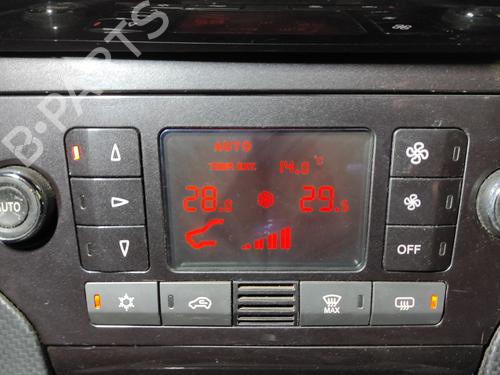 AUTO
TEMP. EXT. 14.0 °C
28.0 29.5
AUTO
OFF
MAX
B-PARTS